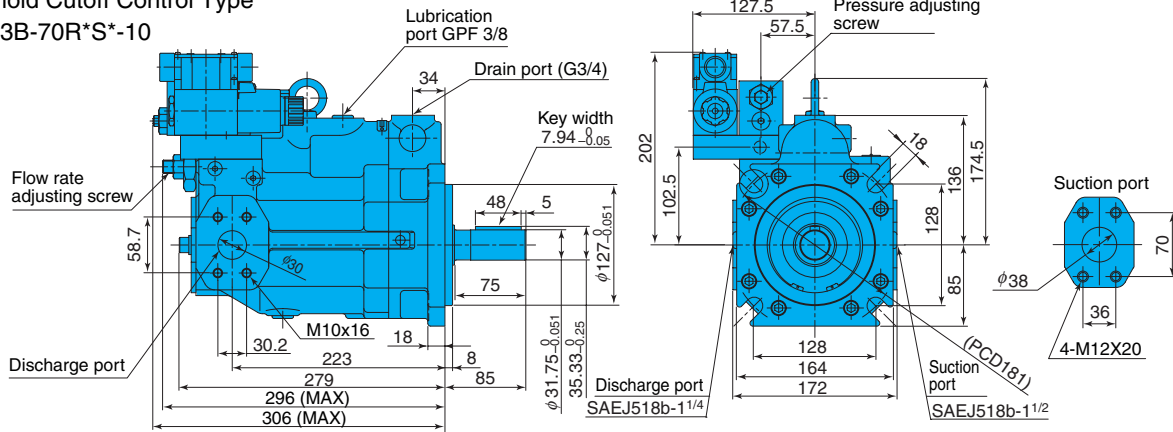 Cutoff Control Type
3B-70R*S*-10
Lubrication
port GPF 3/8
Drain port (G3/4)
34
Key width
7.94 0 -0.05
Flow rate
adjusting screw
58.7
φ30
48
5
75
φ127 0 -0.051
M10x16
30.2
18
8
223
85
279
296 (MAX)
306 (MAX)
Discharge port
φ31.75 0 -0.051
35.33 0 -0.25
127.5
57.5
Pressure adjusting
screw
202
102.5
18
136
174.5
128
85
(PCD181)
128
164
172
Discharge port
SAEJ518b-1 1/4
Suction
port
SAEJ518b-1 1/2
Suction port
70
φ38
36
4-M12X20